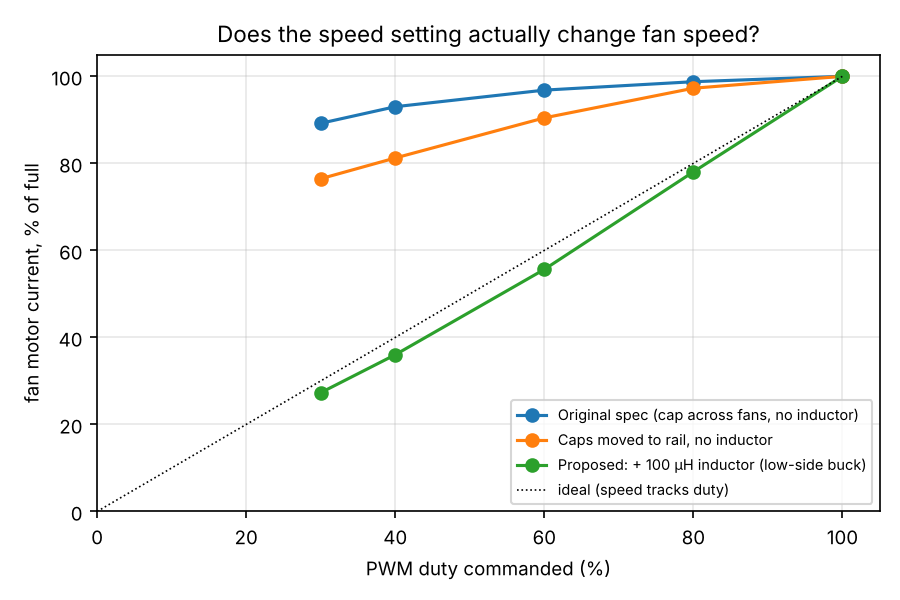 Does the speed setting actually change fan speed?
fan motor current, % of full
100
80
60
40
20
0
0 20 40 60 80 100
PWM duty commanded (%)
Original spec (cap across fans, no inductor)
Caps moved to rail, no inductor
Proposed: + 100 µH inductor (low-side buck)
ideal (speed tracks duty)